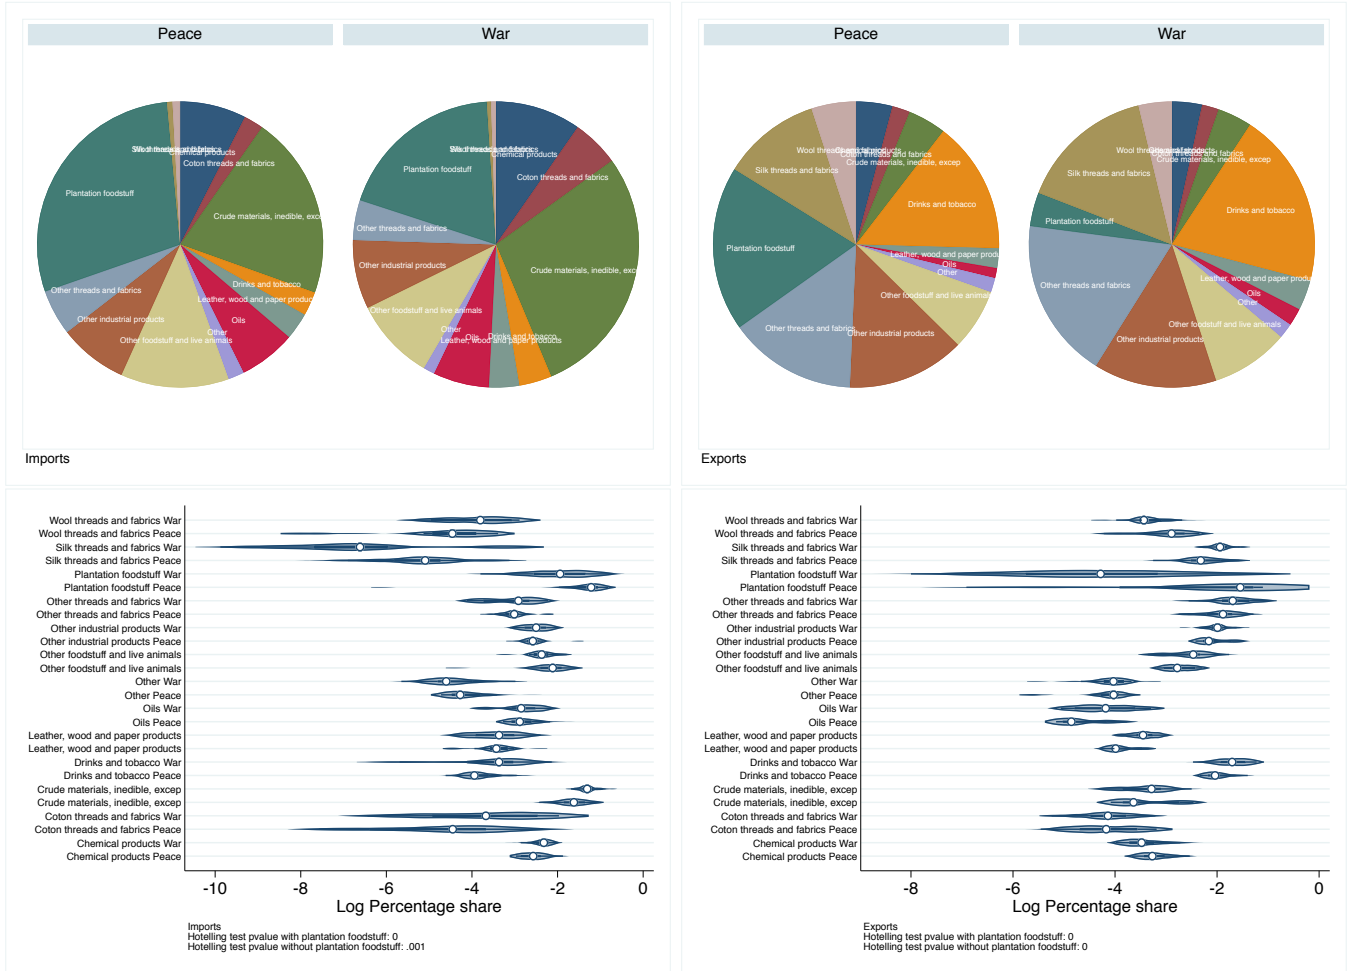 Peace
War
Chemical products
Coton threads and fabrics
Plantation foodstuff
Crude materials, inedible, exce
Other threads and fabrics
Drinks and tobacco
Leather, wood and paper produc
Other industrial products
Oils
Other
Other foodstuff and live animals
Chemical products
Plantation foodstuff
Coton threads and fabrics
Other threads and fabrics
Other industrial products
Crude materials, inedible, exce
Other foodstuff and live animals
Other
Oils
Drinks and tobacco
Leather, wood and paper products
Imports
Peace
War
Wool threads and fabrics
Coton threads and fabrics
Crude materials, inedible, excep
Silk threads and fabrics
Drinks and tobacco
Plantation foodstuff
Leather, wood and paper produc
Oils
Other
Other foodstuff and live animals
Other threads and fabrics
Other industrial products
Crude materials, inedible, excep
Silk threads and fabrics
Drinks and tobacco
Plantation foodstuff
Leather, wood and paper produc
Other threads and fabrics
Oils
Other
Other foodstuff and live animals
Other industrial products
Exports
Wool threads and fabrics War
Wool threads and fabrics Peace
Silk threads and fabrics War
Silk threads and fabrics Peace
Plantation foodstuff War
Plantation foodstuff Peace
Other threads and fabrics War
Other threads and fabrics Peace
Other industrial products War
Other industrial products Peace
Other foodstuff and live animals
Other foodstuff and live animals
Other War
Other Peace
Oils War
Oils Peace
Leather, wood and paper products
Leather, wood and paper products
Drinks and tobacco War
Drinks and tobacco Peace
Crude materials, inedible, excep
Crude materials, inedible, excep
Coton threads and fabrics War
Coton threads and fabrics Peace
Chemical products War
Chemical products Peace
-10 -8 -6 -4 -2 0
Log Percentage share
Imports
Hotelling test pvalue with plantation foodstuff: 0
Hotelling test pvalue without plantation foodstuff: .001
Wool threads and fabrics War
Wool threads and fabrics Peace
Silk threads and fabrics War
Silk threads and fabrics Peace
Plantation foodstuff War
Plantation foodstuff Peace
Other threads and fabrics War
Other threads and fabrics Peace
Other industrial products War
Other industrial products Peace
Other foodstuff and live animals
Other foodstuff and live animals
Other War
Other Peace
Oils War
Oils Peace
Leather, wood and paper products
Leather, wood and paper products
Drinks and tobacco War
Drinks and tobacco Peace
Crude materials, inedible, excep
Crude materials, inedible, excep
Coton threads and fabrics War
Coton threads and fabrics Peace
Chemical products War
Chemical products Peace
-8 -6 -4 -2 0
Log Percentage share
Exports
Hotelling test pvalue with plantation foodstuff: 0
Hotelling test pvalue without plantation foodstuff: 0